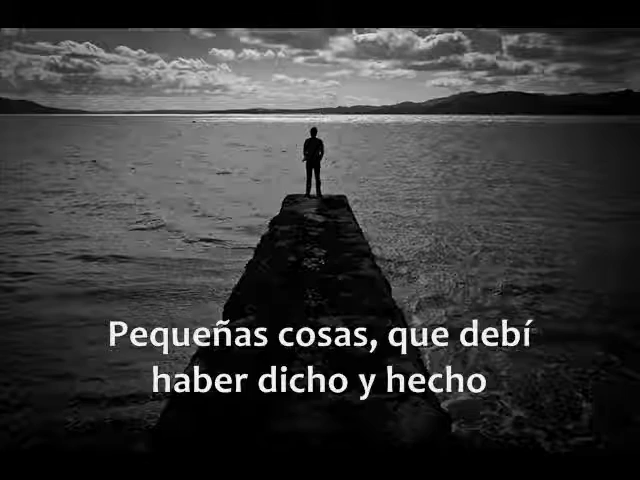 Pequeñas cosas, que debí
haber dicho y hecho